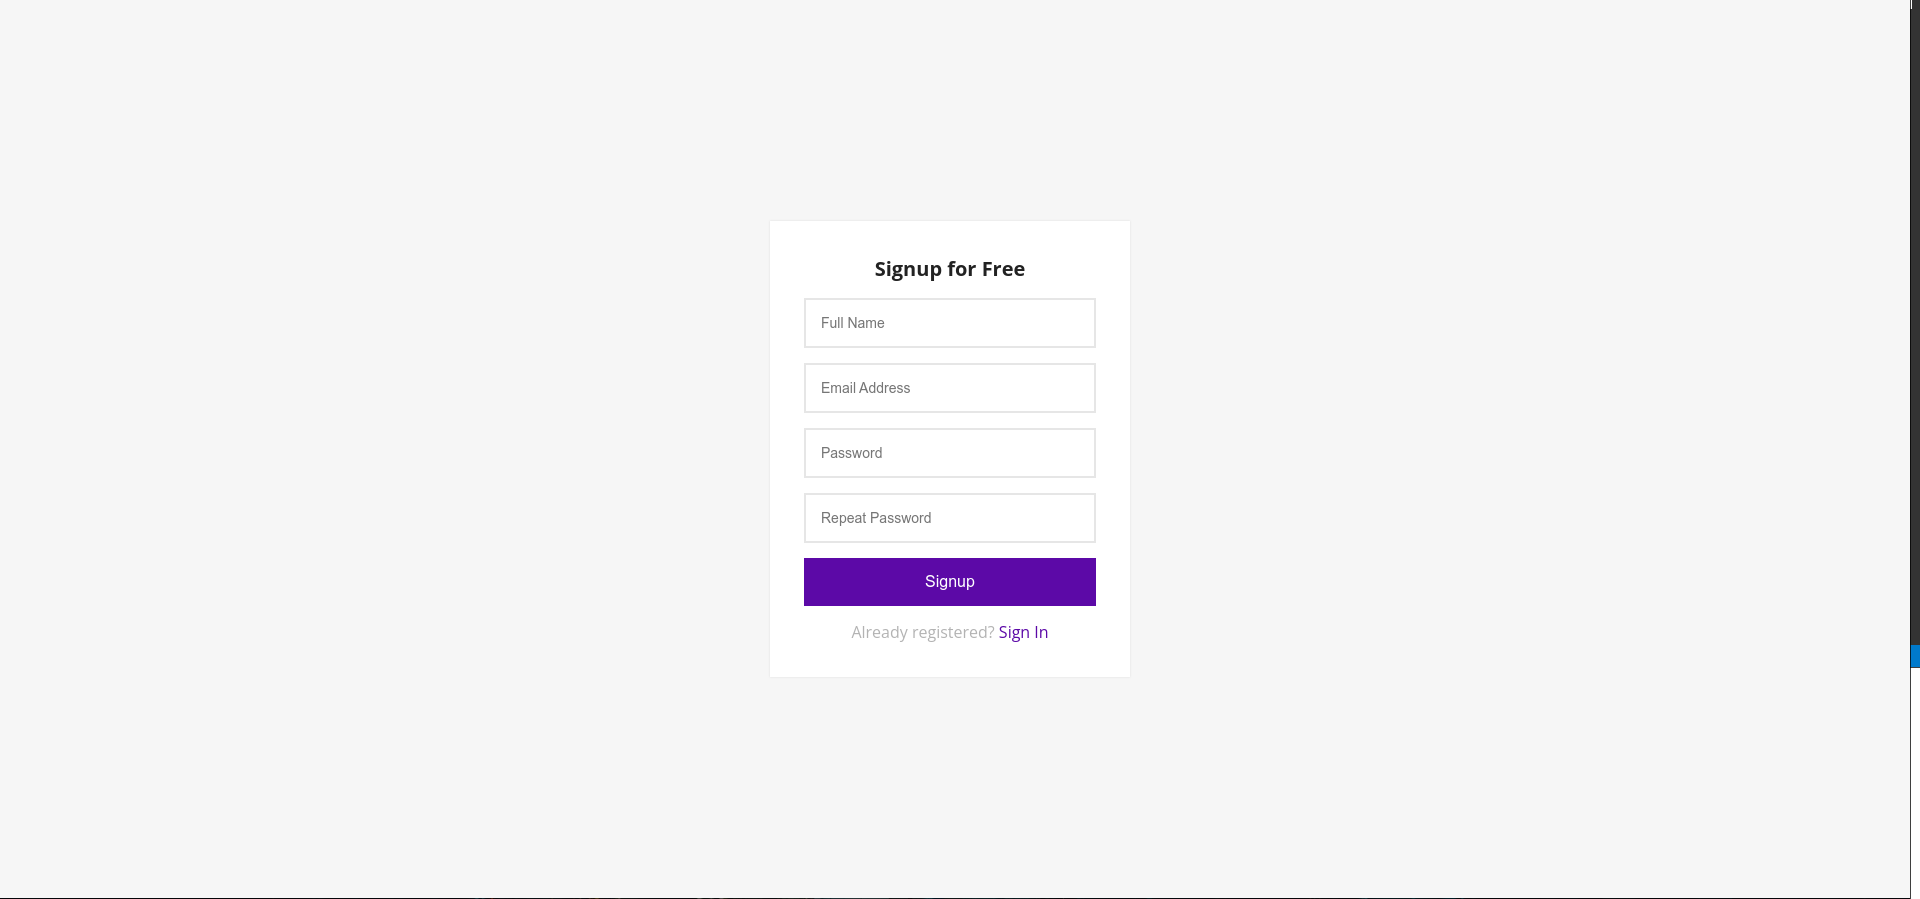 Signup for Free
Full Name
Email Address
Password
Repeat Password
Signup
Already registered? Sign In